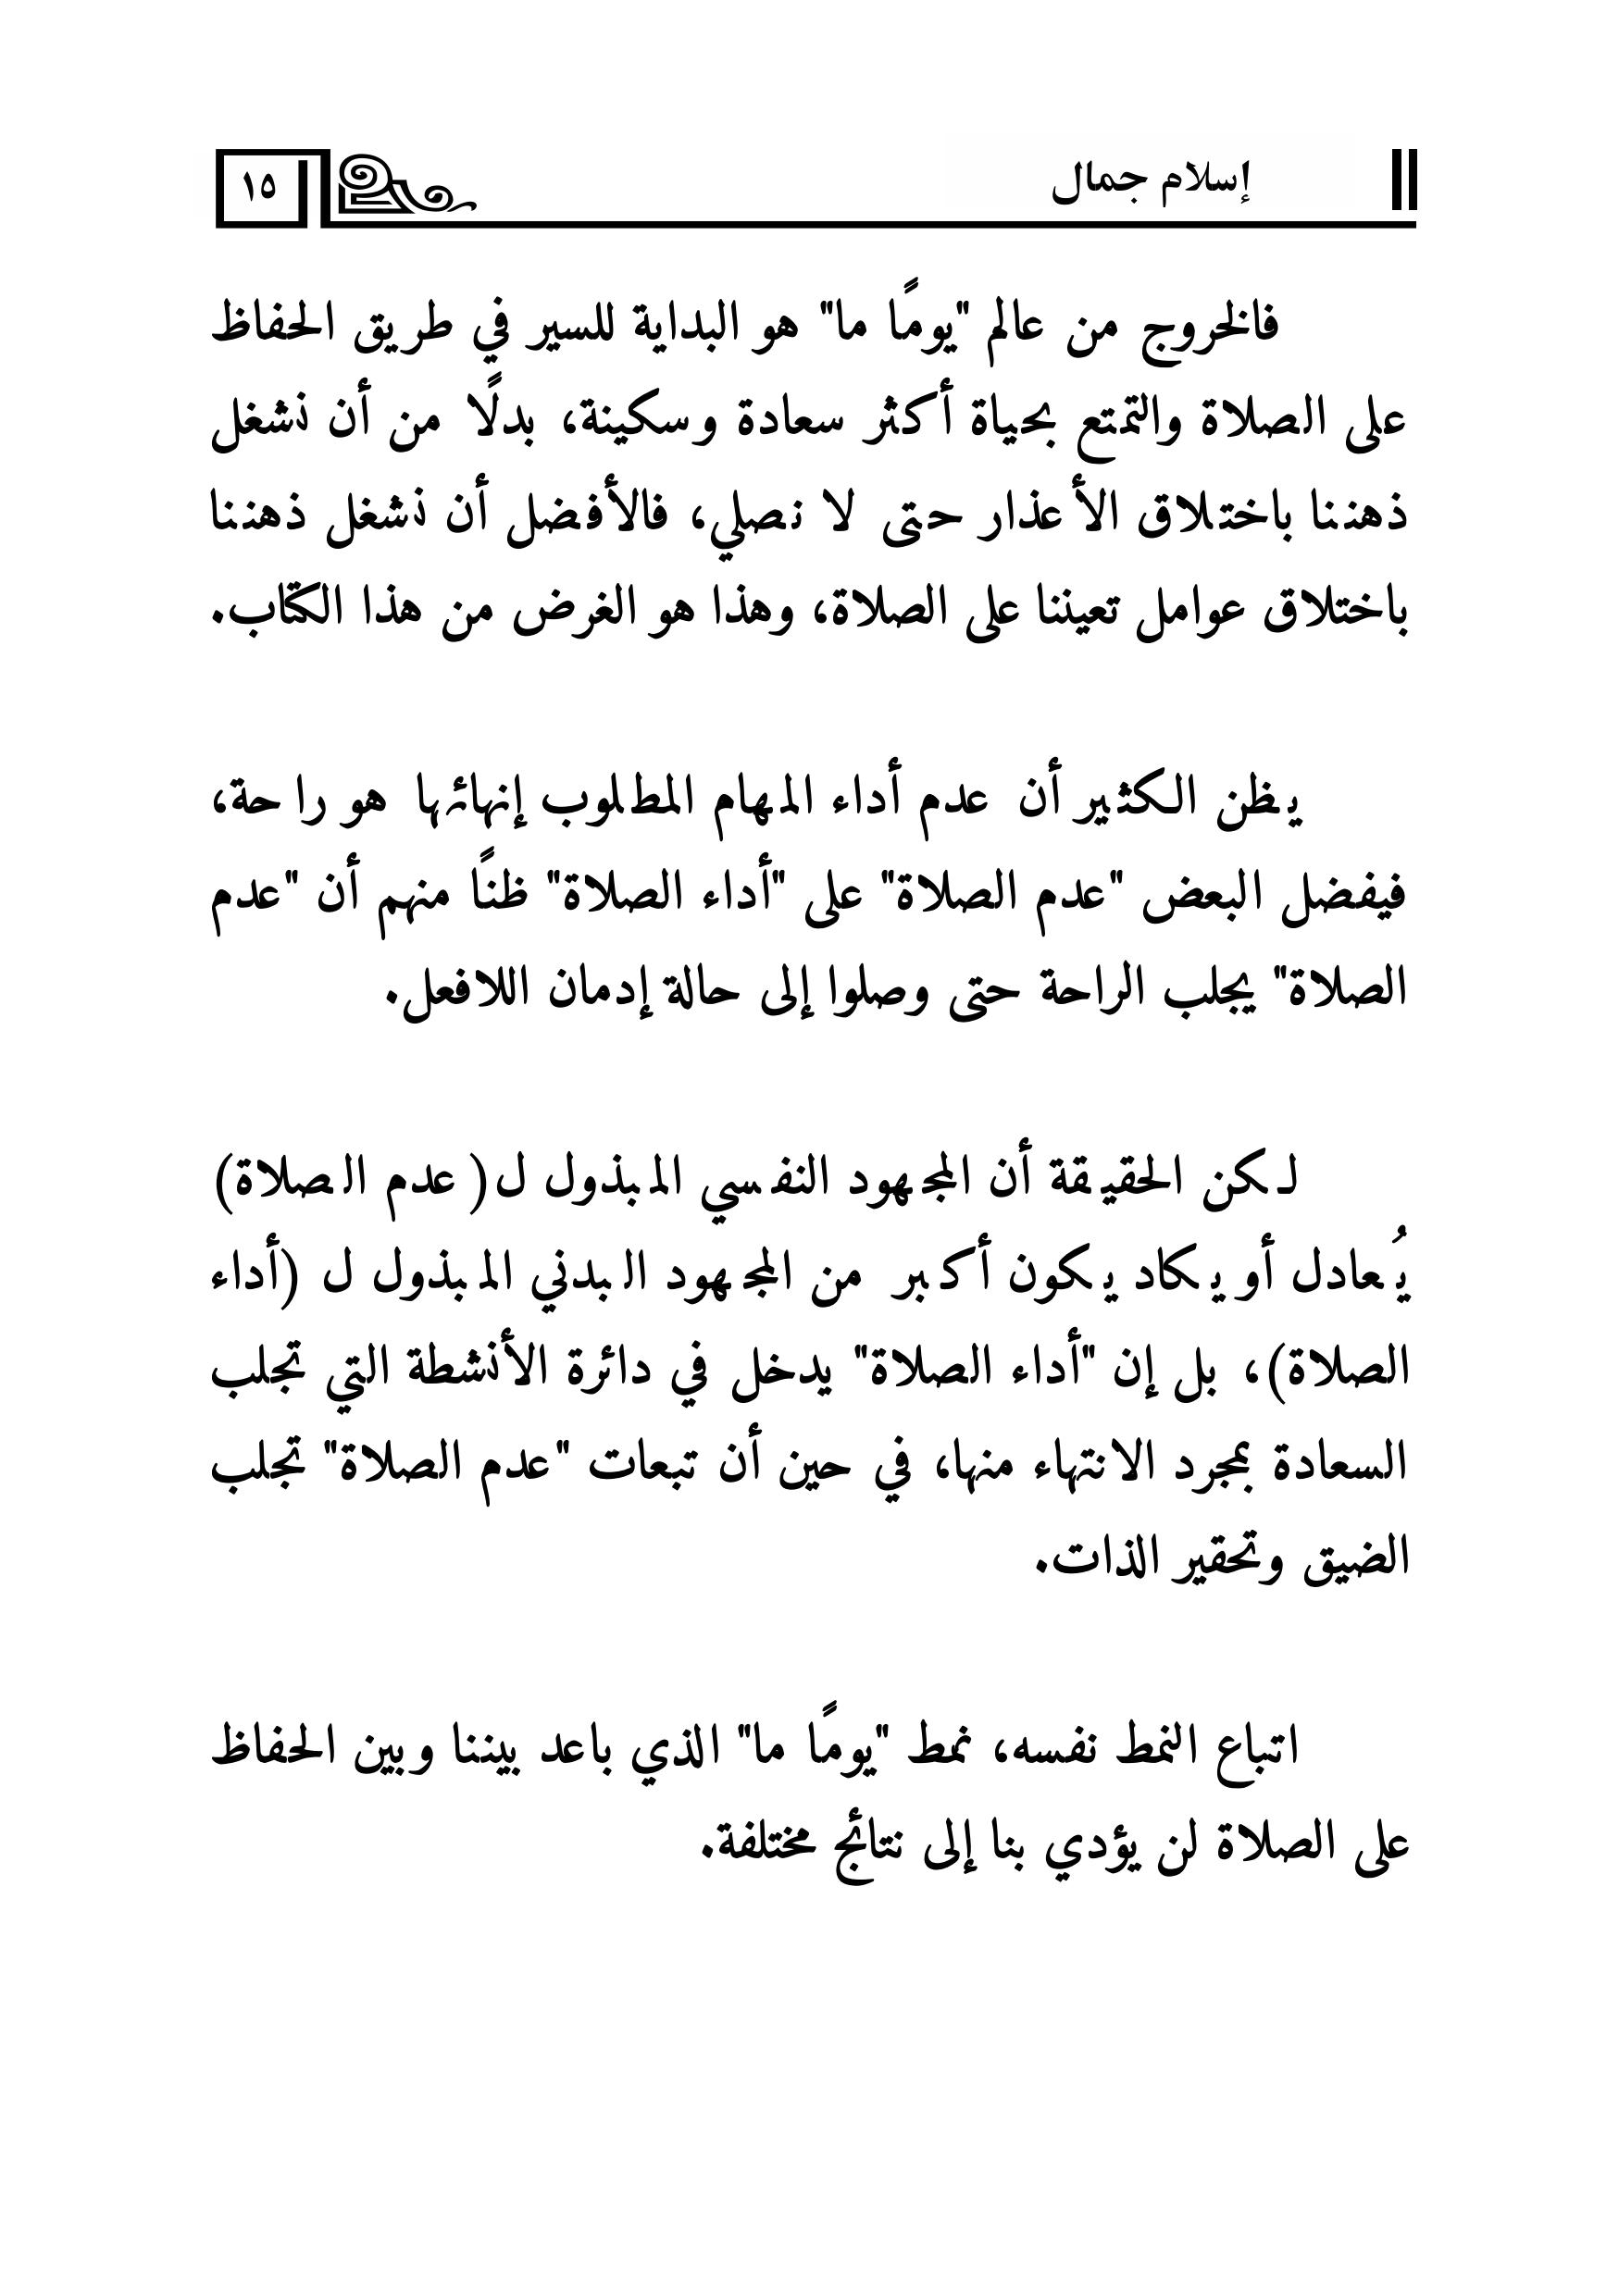 إسلام جمال
١٥
فالخروج من عالم "يومًا ما" هو البداية للسير في طريق الحفاظ
على الصلاة والتمتع بحياة أكثر سعادة وسكينة، بدلًا من أن نشغل
ذهننا باختلاق الأعذار حتى لا نصلي، فالأفضل أن نشغل ذهننا
باختلاق عوامل تعيننا على الصلاة، وهذا هو الغرض من هذا الكتاب.
يظن الكثير أن عدم أداء المهام المطلوب إنهائها هو راحة،
فيفضل البعض "عدم الصلاة" على "أداء الصلاة" ظنًا منهم أن "عدم
الصلاة" يجلب الراحة حتى وصلوا إلى حالة إدمان اللافعل.
لكن الحقيقة أن المجهود النفسي المبذول ل(عدم الصلاة)
يُعادل أو يكاد يكون أكبر من المجهود البدني المبذول ل (أداء
الصلاة)، بل إن "أداء الصلاة" يدخل في دائرة الأنشطة التي تجلب
السعادة بمجرد الانتهاء منها، في حين أن تبعات "عدم الصلاة" تجلب
الضيق وتحقير الذات.
اتباع النمط نفسه، نمط "يومًا ما" الذي باعد بيننا وبين الحفاظ
على الصلاة لن يؤدي بنا إلى نتائج مختلفة.